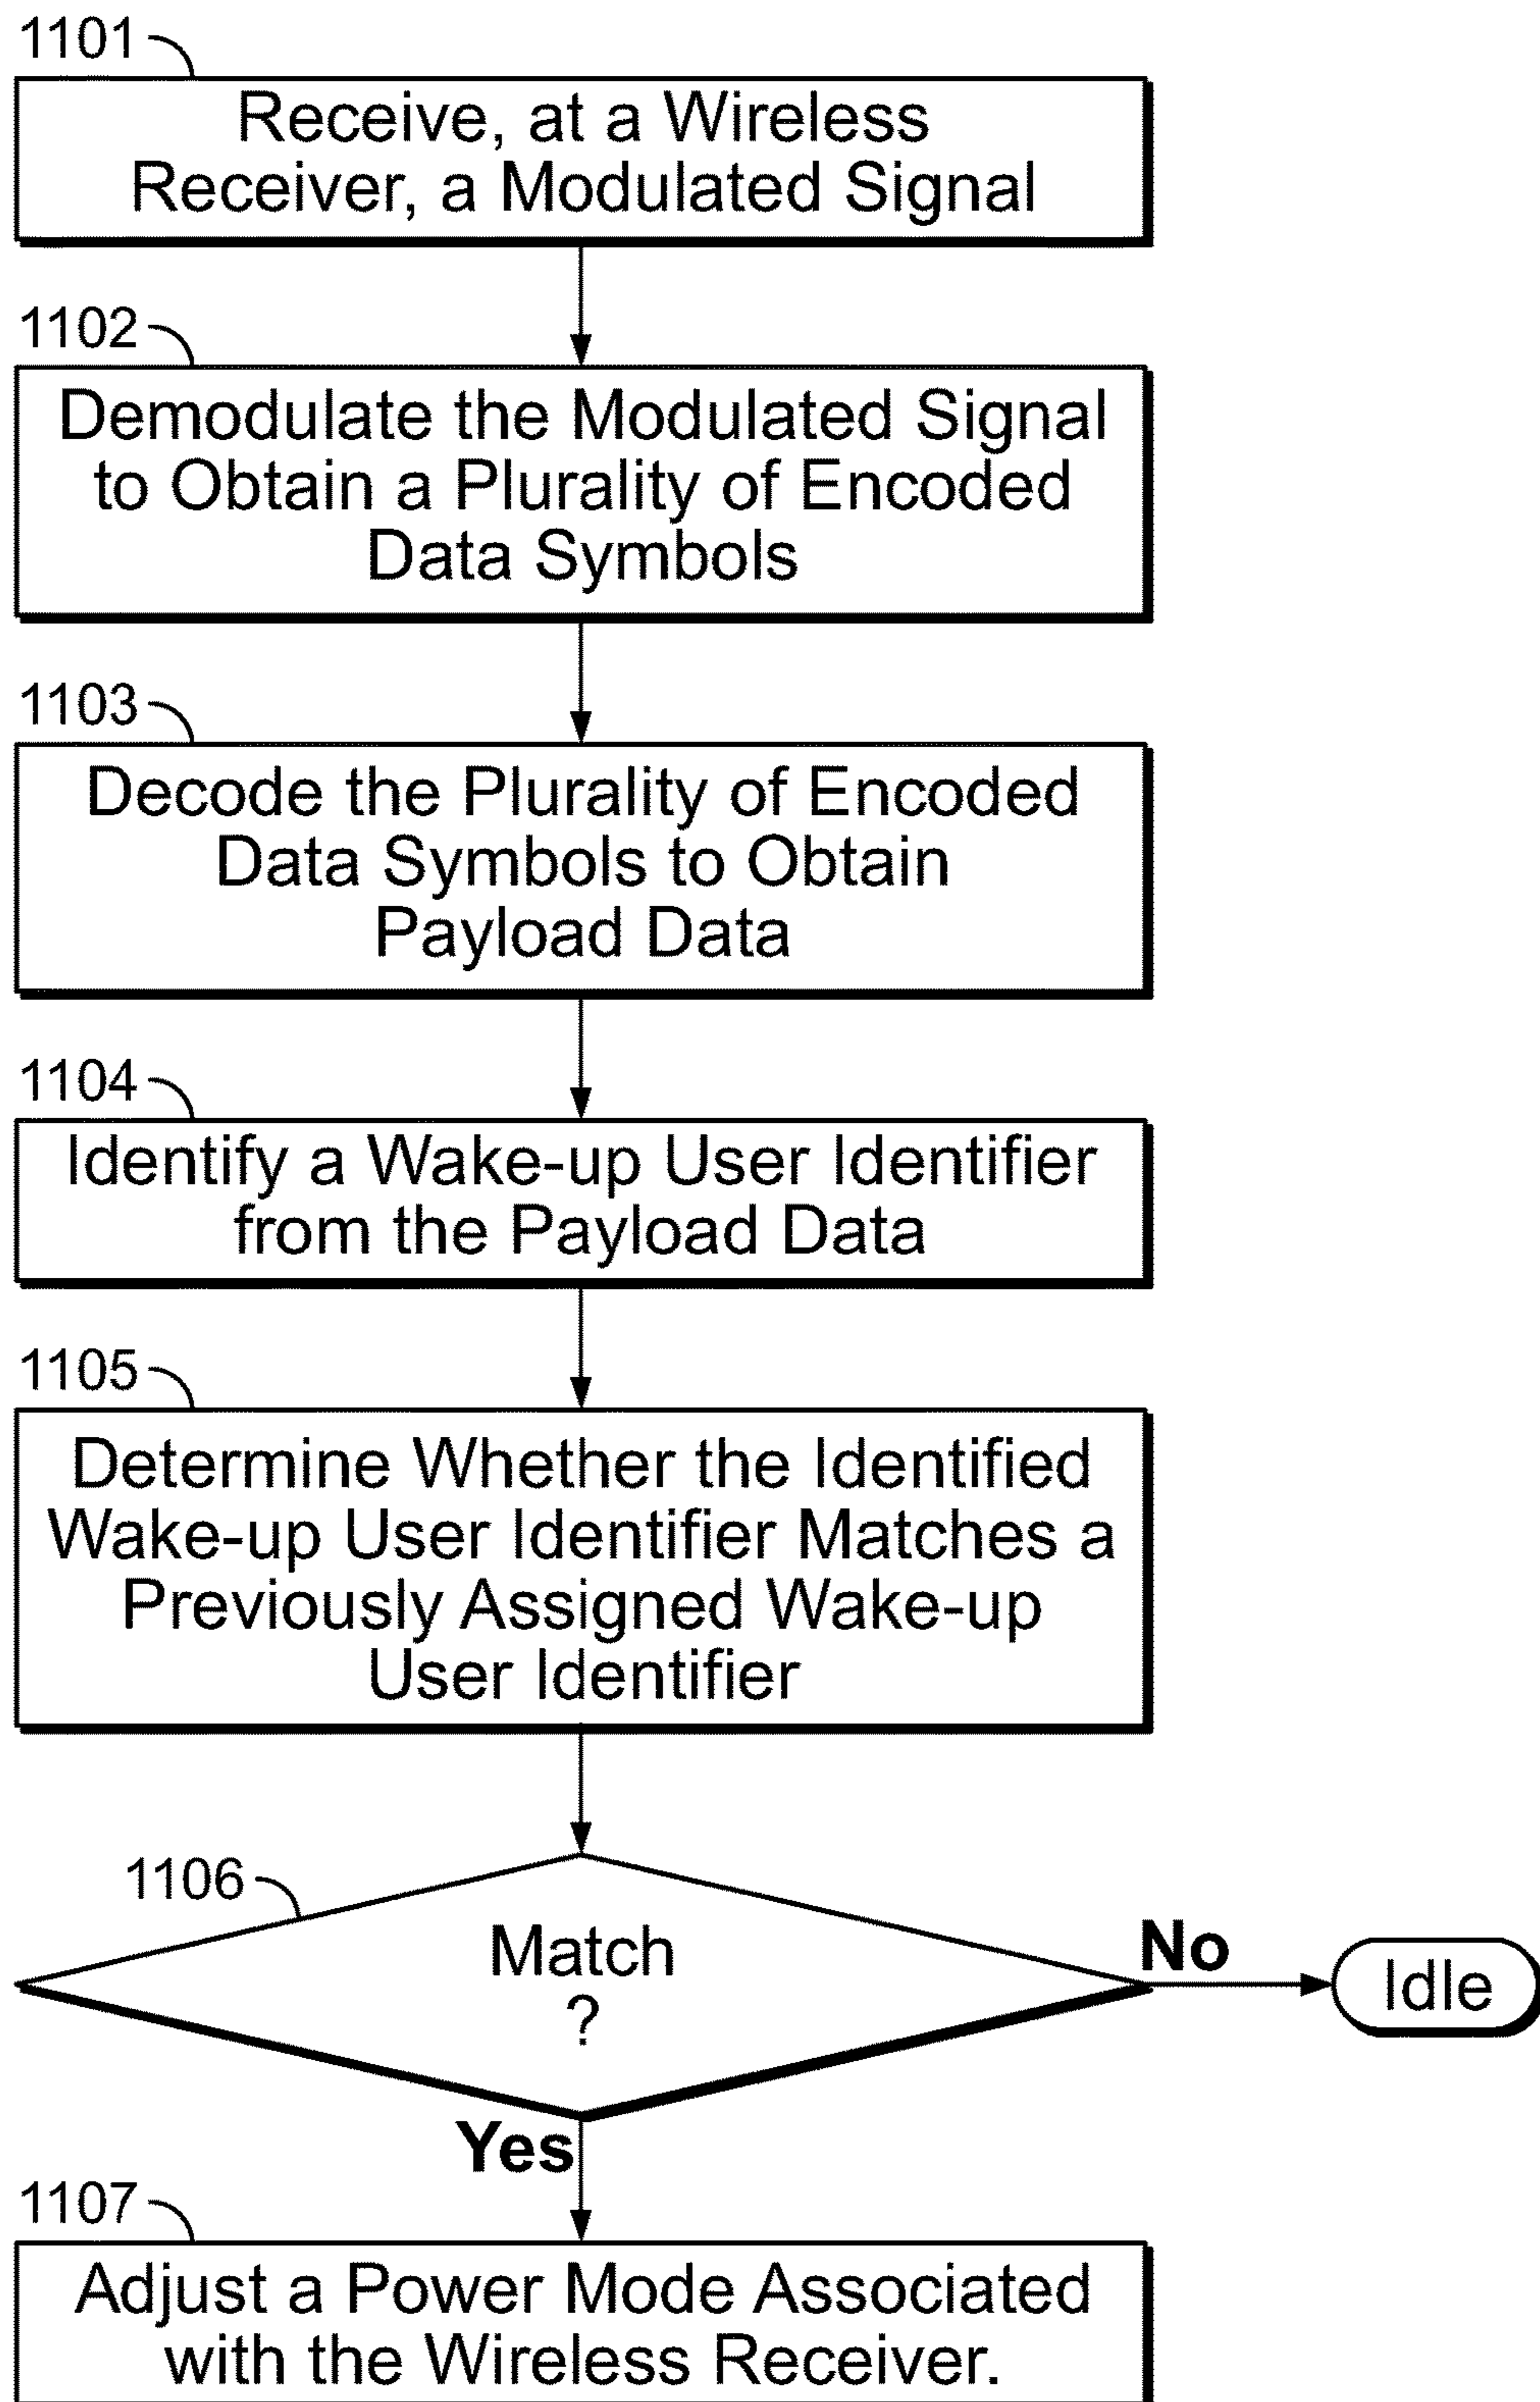 1101
Receive, at a Wireless
Receiver, a Modulated Signal
1102
Demodulate the Modulated Signal
to Obtain a Plurality of Encoded
Data Symbols
1103
Decode the Plurality of Encoded
Data Symbols to Obtain
Payload Data
1104
Identify a Wake-up User Identifier
from the Payload Data
1105
Determine Whether the Identified
Wake-up User Identifier Matches a
Previously Assigned Wake-up
User Identifier
1106
Match
?
No
Idle
Yes
1107
Adjust a Power Mode Associated
with the Wireless Receiver.